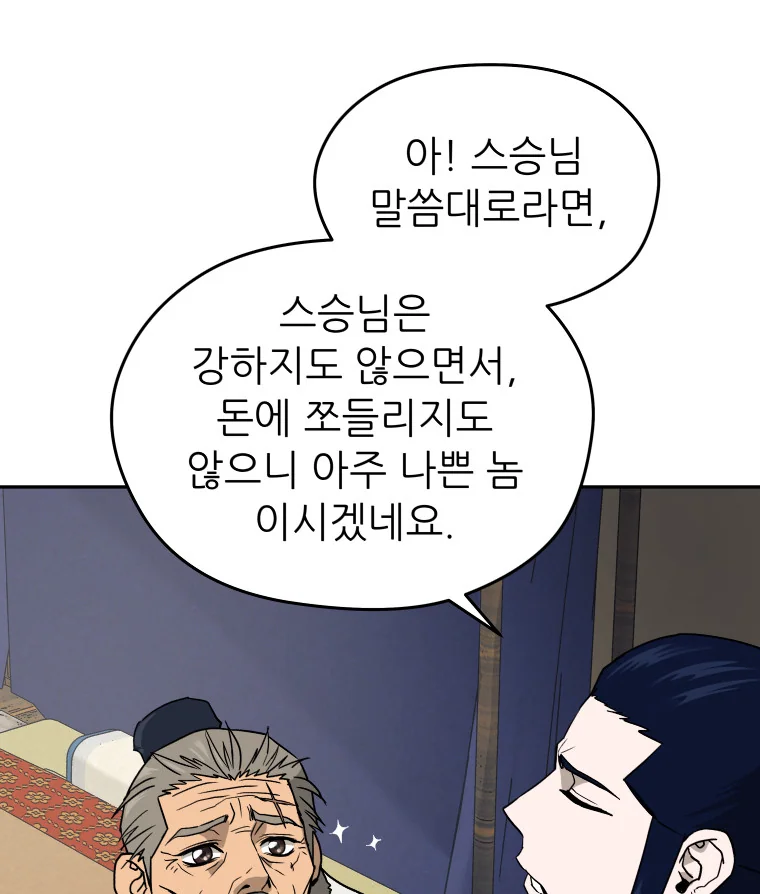 아! 스승님
말씀대로라면,
스승님은
강하지도 않으면서,
돈에 쪼들리지도
않으니 아주 나쁜 놈
이시겠네요.